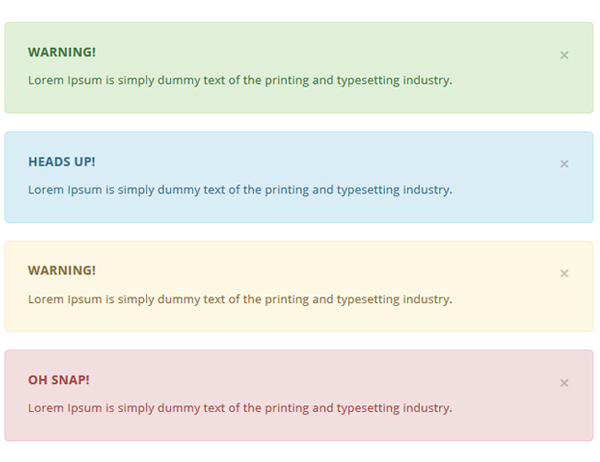 WARNING!
×
Lorem Ipsum is simply dummy text of the printing and typesetting industry.
HEADS UP!
×
Lorem Ipsum is simply dummy text of the printing and typesetting industry.
WARNING!
×
Lorem Ipsum is simply dummy text of the printing and typesetting industry.
OH SNAP!
×
Lorem Ipsum is simply dummy text of the printing and typesetting industry.